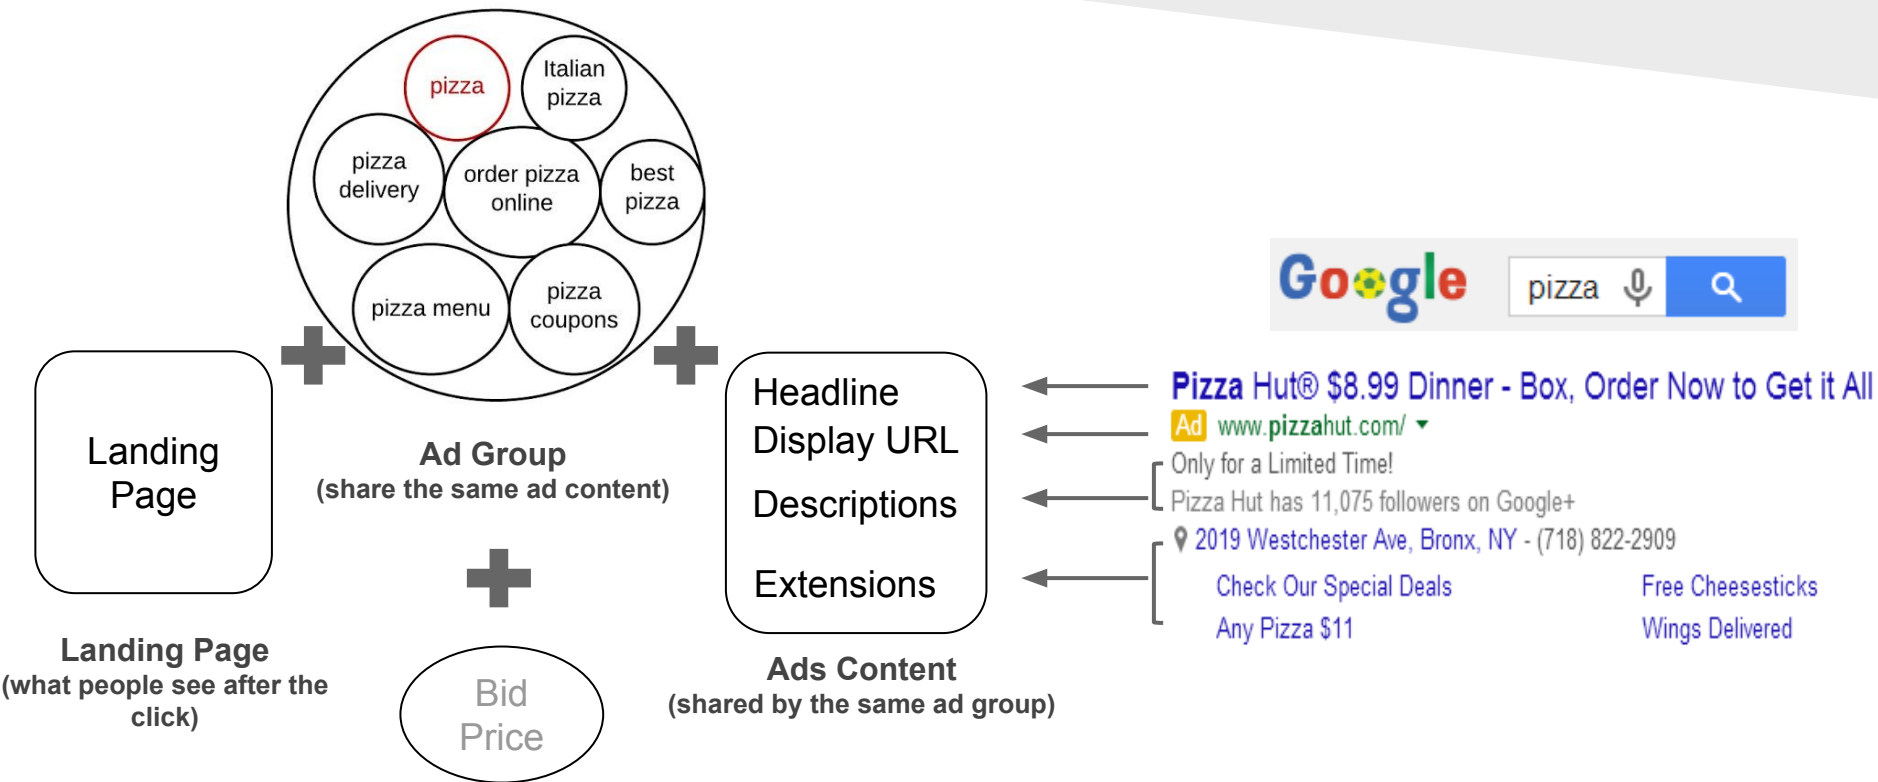 pizza
Italian
pizza
pizza
delivery
order pizza
online
best
pizza
pizza menu
pizza
coupons
Landing
Page
Ad Group
(share the same ad content)
Landing Page
(what people see after the
click)
Bid
Price
Headline
Display URL
Descriptions
Extensions
Ads Content
(shared by the same ad group)
Google
pizza
Pizza Hut® $8.99 Dinner - Box, Order Now to Get it All
Ad www.pizzahut.com/
Only for a Limited Time!
Pizza Hut has 11,075 followers on Google+
2019 Westchester Ave, Bronx, NY - (718) 822-2909
Check Our Special Deals Free Cheesesticks
Any Pizza $11 Wings Delivered